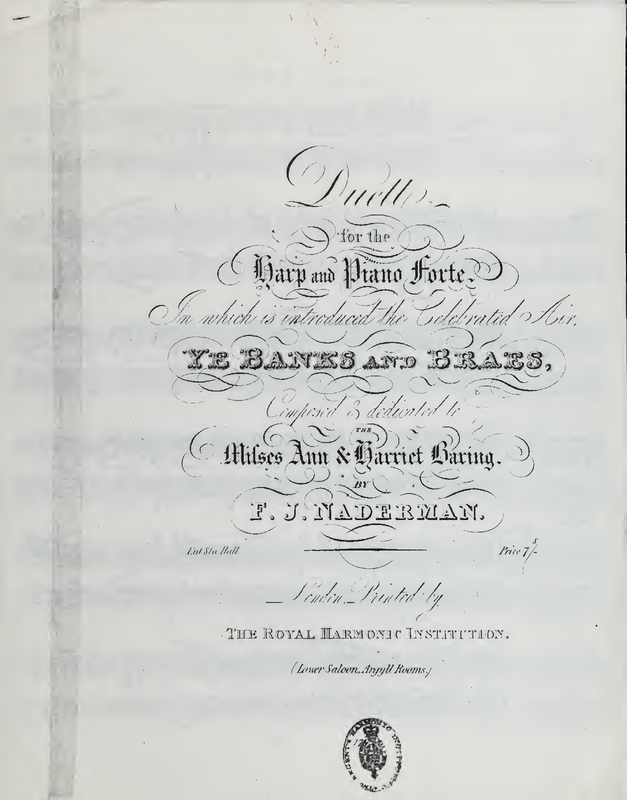 Duett
for the
Harp and Piano Forte,
In which is introduced the Celebrated Air,
YE BANKS AND BRAES,
Composed & dedicated to
THE
Miſses Ann & Harriet Baring.
BY
F. J. NADERMAN.
Ent. Sta. Hall
Price 7/-s
London, Printed by
THE ROYAL HARMONIC INSTITUTION.
(Lower Saloon, Argyll Rooms,)